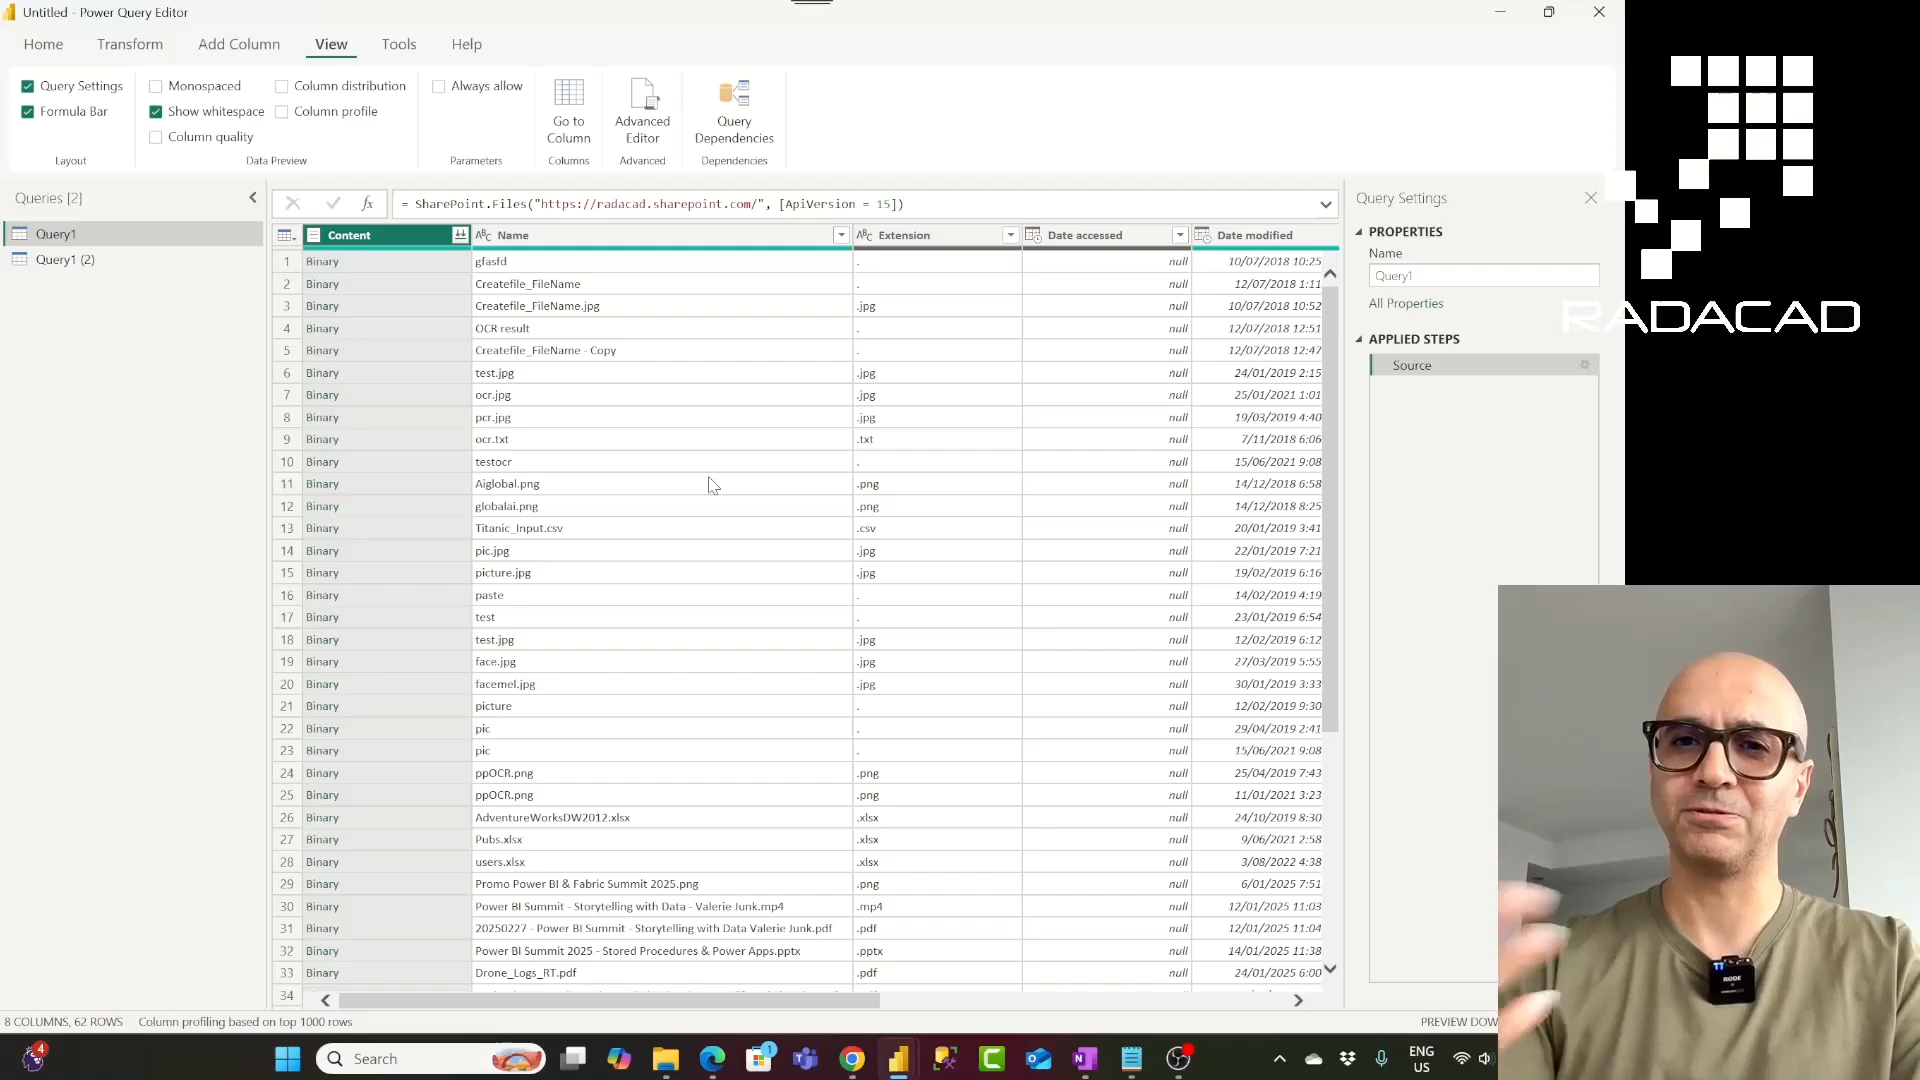 Untitled - Power Query Editor
Home Transform Add Column View Tools Help
Query Settings Monospaced Column distribution Always allow
Formula Bar Show whitespace Column profile
Column quality
Go to Column
Advanced Editor
Query Dependencies
Layout Data Preview Parameters Columns Advanced Dependencies
Queries [2]
Query1
Query1 (2)
fx = SharePoint.Files("https://radacad.sharepoint.com/", [ApiVersion = 15])
Content ABC Name ABC Extension Date accessed Date modified
1 Binary gfasfd . null 10/07/2018 10:25
2 Binary Createfile_FileName . null 12/07/2018 1:11
3 Binary Createfile_FileName.jpg .jpg null 10/07/2018 10:52
4 Binary OCR result . null 12/07/2018 12:51
5 Binary Createfile_FileName - Copy . null 12/07/2018 12:47
6 Binary test.jpg .jpg null 24/01/2019 2:15
7 Binary ocr.jpg .jpg null 25/01/2021 1:01
8 Binary pcr.jpg .jpg null 19/03/2019 4:40
9 Binary ocr.txt .txt null 7/11/2018 6:06
10 Binary testocr . null 15/06/2021 9:08
11 Binary Aiglobal.png .png null 14/12/2018 6:58
12 Binary globalai.png .png null 14/12/2018 8:25
13 Binary Titanic_Input.csv .csv null 20/01/2019 3:41
14 Binary pic.jpg .jpg null 22/01/2019 7:21
15 Binary picture.jpg .jpg null 19/02/2019 6:16
16 Binary paste . null 14/02/2019 4:19
17 Binary test . null 23/01/2019 6:54
18 Binary test.jpg .jpg null 12/02/2019 6:12
19 Binary face.jpg .jpg null 27/03/2019 5:55
20 Binary facemel.jpg .jpg null 30/01/2019 3:33
21 Binary picture . null 12/02/2019 9:30
22 Binary pic . null 29/04/2019 2:41
23 Binary pic . null 15/06/2021 9:08
24 Binary ppOCR.png .png null 25/04/2019 7:43
25 Binary ppOCR.png .png null 11/01/2021 3:23
26 Binary AdventureWorksDW2012.xlsx .xlsx null 24/10/2019 8:30
27 Binary Pubs.xlsx .xlsx null 9/06/2021 2:58
28 Binary users.xlsx .xlsx null 3/08/2022 4:38
29 Binary Promo Power BI & Fabric Summit 2025.png .png null 6/01/2025 7:51
30 Binary Power BI Summit - Storytelling with Data - Valerie Junk.mp4 .mp4 null 12/01/2025 11:03
31 Binary 20250227 - Power BI Summit - Storytelling with Data Valerie Junk.pdf .pdf null 12/01/2025 11:04
32 Binary Power BI Summit 2025 - Stored Procedures & Power Apps.pptx .pptx null 14/01/2025 11:38
33 Binary Drone_Logs_RT.pdf .pdf null 24/01/2025 6:00
34
Query Settings
PROPERTIES
Name
Query1
All Properties
APPLIED STEPS
Source
RADACAD
RODE
8 COLUMNS, 62 ROWS Column profiling based on top 1000 rows PREVIEW DOW
4 Search 1 ENG
US